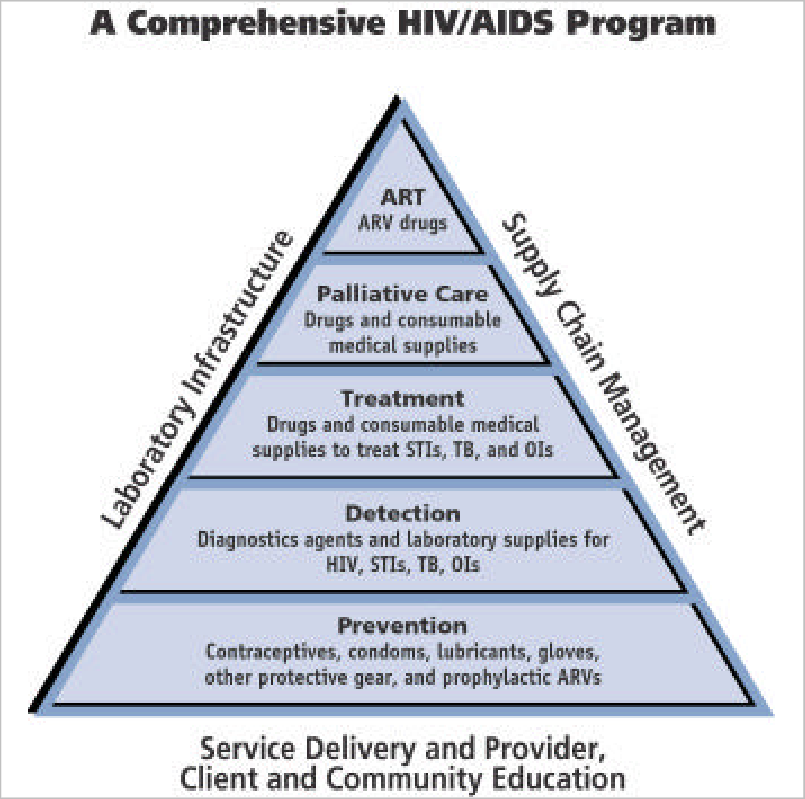 A Comprehensive HIV/AIDS Program
ART
ARV drugs
Palliative Care
Drugs and consumable
medical supplies
Treatment
Drugs and consumable medical
supplies to treat STIs, TB, and OIs
Detection
Diagnostics agents and laboratory supplies for
HIV, STIs, TB, OIs
Prevention
Contraceptives, condoms, lubricants, gloves,
other protective gear, and prophylactic ARVs
Laboratory Infrastructure
Supply Chain Management
Service Delivery and Provider,
Client and Community Education